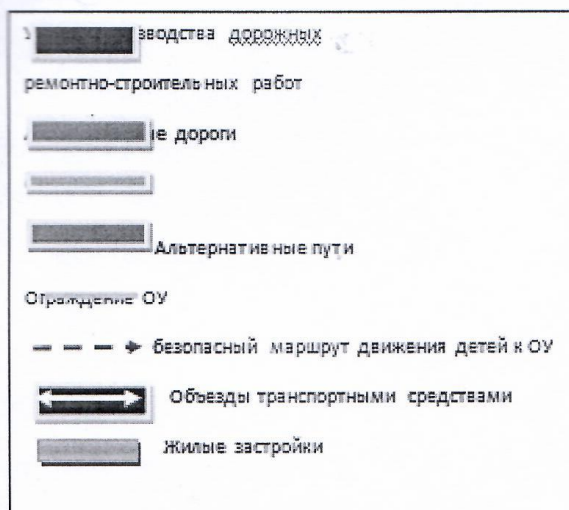 дорожных
ремонтно-строительных работ
дороги
Альтернативные пути
Ограждение ОУ
безопасный маршрут движения детей к ОУ
Объезды транспортными средствами
Жилые застройки